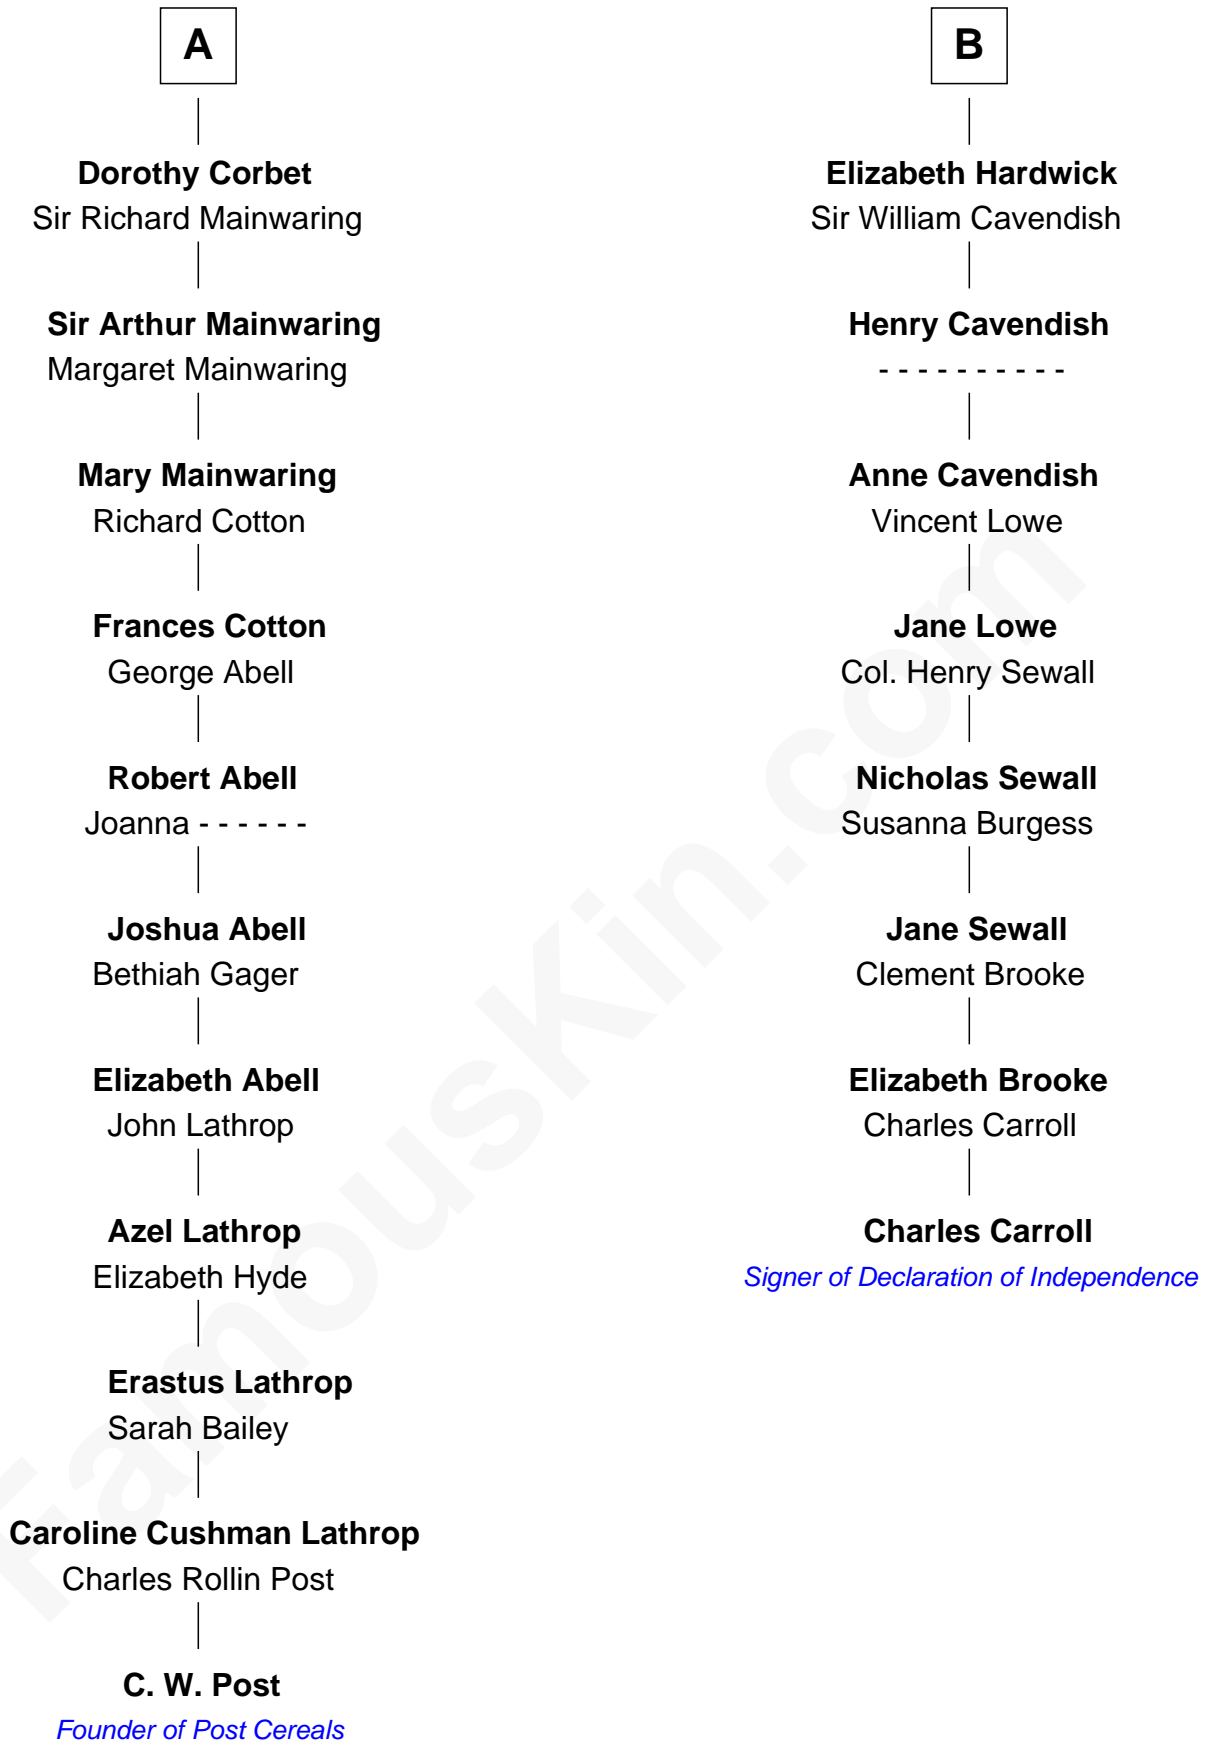 A
Dorothy Corbet
Sir Richard Mainwaring
Sir Arthur Mainwaring
Margaret Mainwaring
Mary Mainwaring
Richard Cotton
Frances Cotton
George Abell
Robert Abell
Joanna - - - - - -
Joshua Abell
Bethiah Gager
Elizabeth Abell
John Lathrop
Azel Lathrop
Elizabeth Hyde
Erastus Lathrop
Sarah Bailey
Caroline Cushman Lathrop
Charles Rollin Post
C. W. Post
Founder of Post Cereals
B
Elizabeth Hardwick
Sir William Cavendish
Henry Cavendish
- - - - - - - - - -
Anne Cavendish
Vincent Lowe
Jane Lowe
Col. Henry Sewall
Nicholas Sewall
Susanna Burgess
Jane Sewall
Clement Brooke
Elizabeth Brooke
Charles Carroll
Charles Carroll
Signer of Declaration of Independence
FamousKin.com